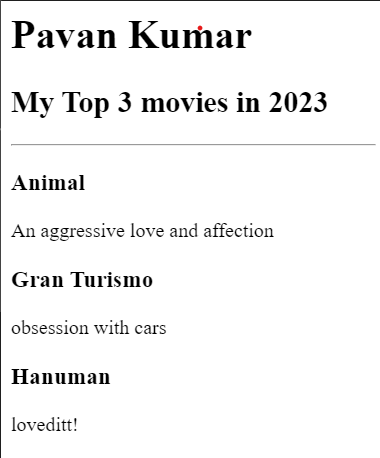 Pavan Kumar
My Top 3 movies in 2023
Animal
An aggressive love and affection
Gran Turismo
obsession with cars
Hanuman
loveditt!